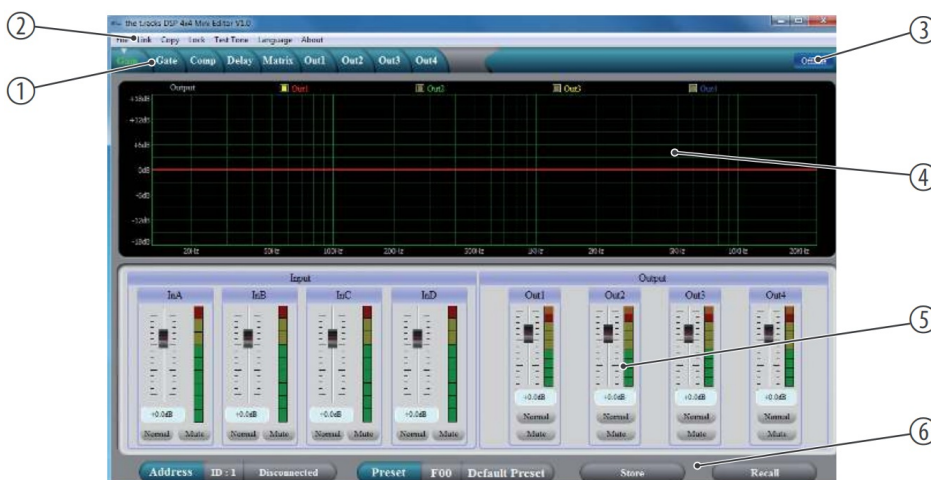 the t.racks DSP 4x4 Mini Editor V1.0
File Link Copy Lock Test Tone Language About
Gain Gate Comp Delay Matrix Out1 Out2 Out3 Out4
Output Out1 Out2 Out3 Out4
+18dB
+12dB
+6dB
0dB
-6dB
-12dB
-18dB
20Hz 50Hz 100Hz 200Hz 500Hz 1KHz 2KHz 5KHz 10KHz 20KHz
Input Output
InA InB InC InD Out1 Out2 Out3 Out4
+0.0dB +0.0dB +0.0dB +0.0dB +0.0dB +0.0dB +0.0dB +0.0dB
Normal Normal Normal Normal
Normal Mute Normal Mute Normal Mute Normal Mute Mute Mute Mute Mute
Address ID : 1 Disconnected Preset F00 Default Preset Store Recall
1
2
3
4
5
6